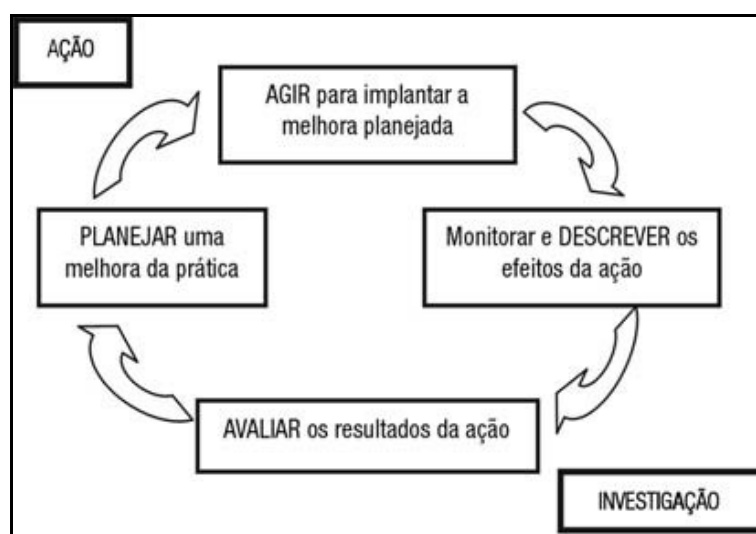 AÇÃO
AGIR para implantar a
melhora planejada
PLANEJAR uma
melhora da prática
Monitorar e DESCREVER os
efeitos da ação
AVALIAR os resultados da ação
INVESTIGAÇÃO